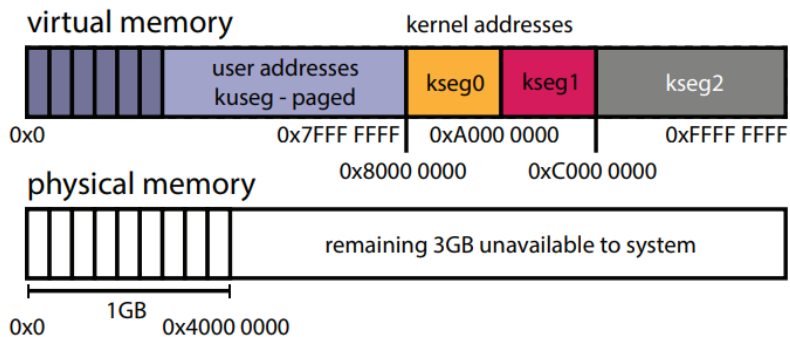 virtual memory
kernel addresses
user addresses
kuseg - paged
kseg0
kseg1
kseg2
0x0
0x7FFF FFFF
0xA000 0000
0xFFFF FFFF
0x8000 0000
0xC000 0000
physical memory
remaining 3GB unavailable to system
1GB
0x0
0x4000 0000